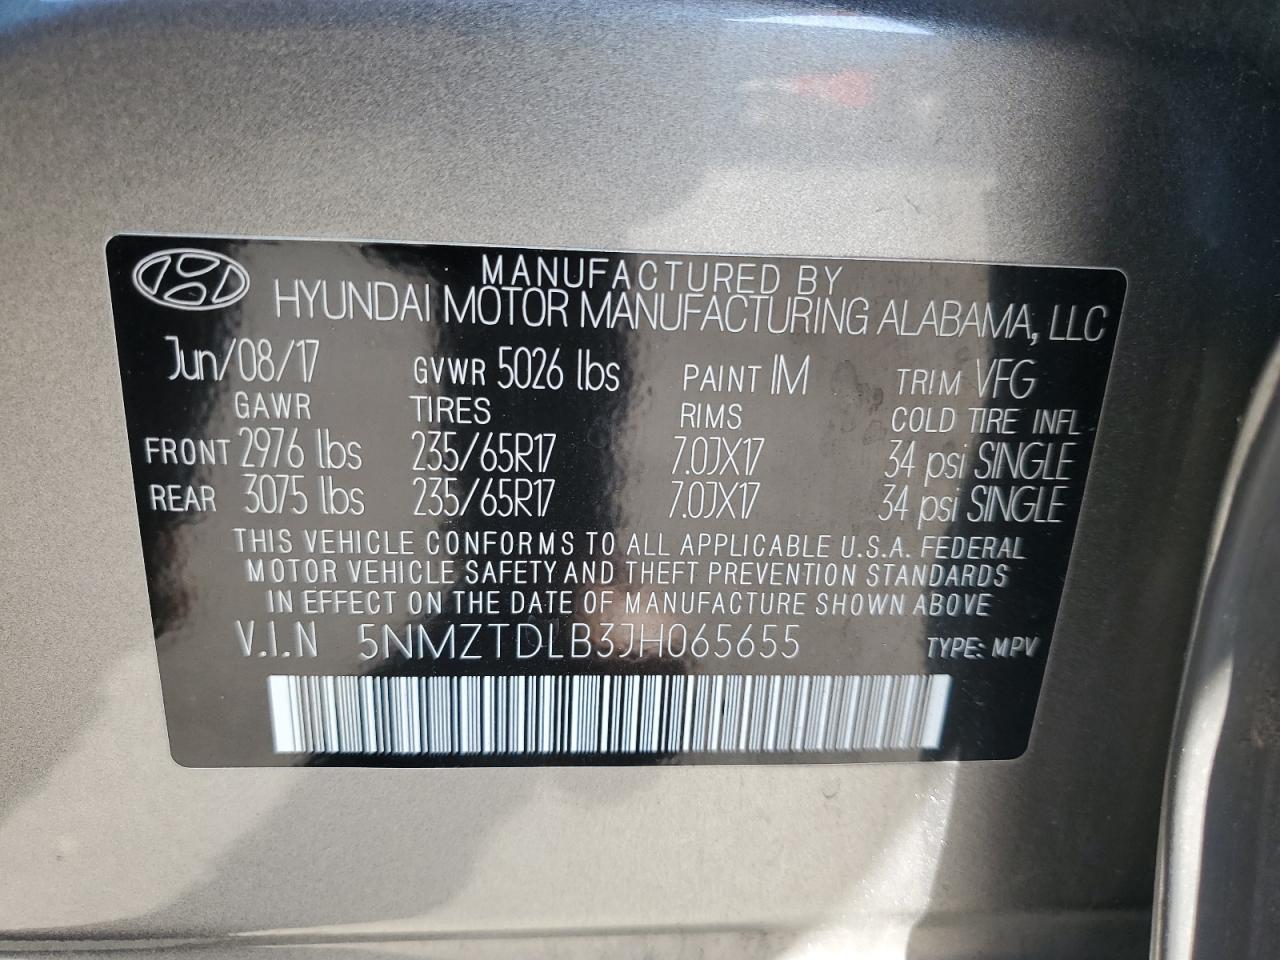 MANUFACTURED BY
HYUNDAI MOTOR MANUFACTURING ALABAMA, LLC
Jun/08/17 GVWR 5026 lbs PAINT IM TRIM VFG
GAWR TIRES RIMS COLD TIRE INFL
FRONT 2976 lbs 235/65R17 7.0JX17 34 psi SINGLE
REAR 3075 lbs 235/65R17 7.0JX17 34 psi SINGLE
THIS VEHICLE CONFORMS TO ALL APPLICABLE U.S.A. FEDERAL
MOTOR VEHICLE SAFETY AND THEFT PREVENTION STANDARDS
IN EFFECT ON THE DATE OF MANUFACTURE SHOWN ABOVE
V.I.N 5NMZTDLB3JH065655 TYPE: MPV